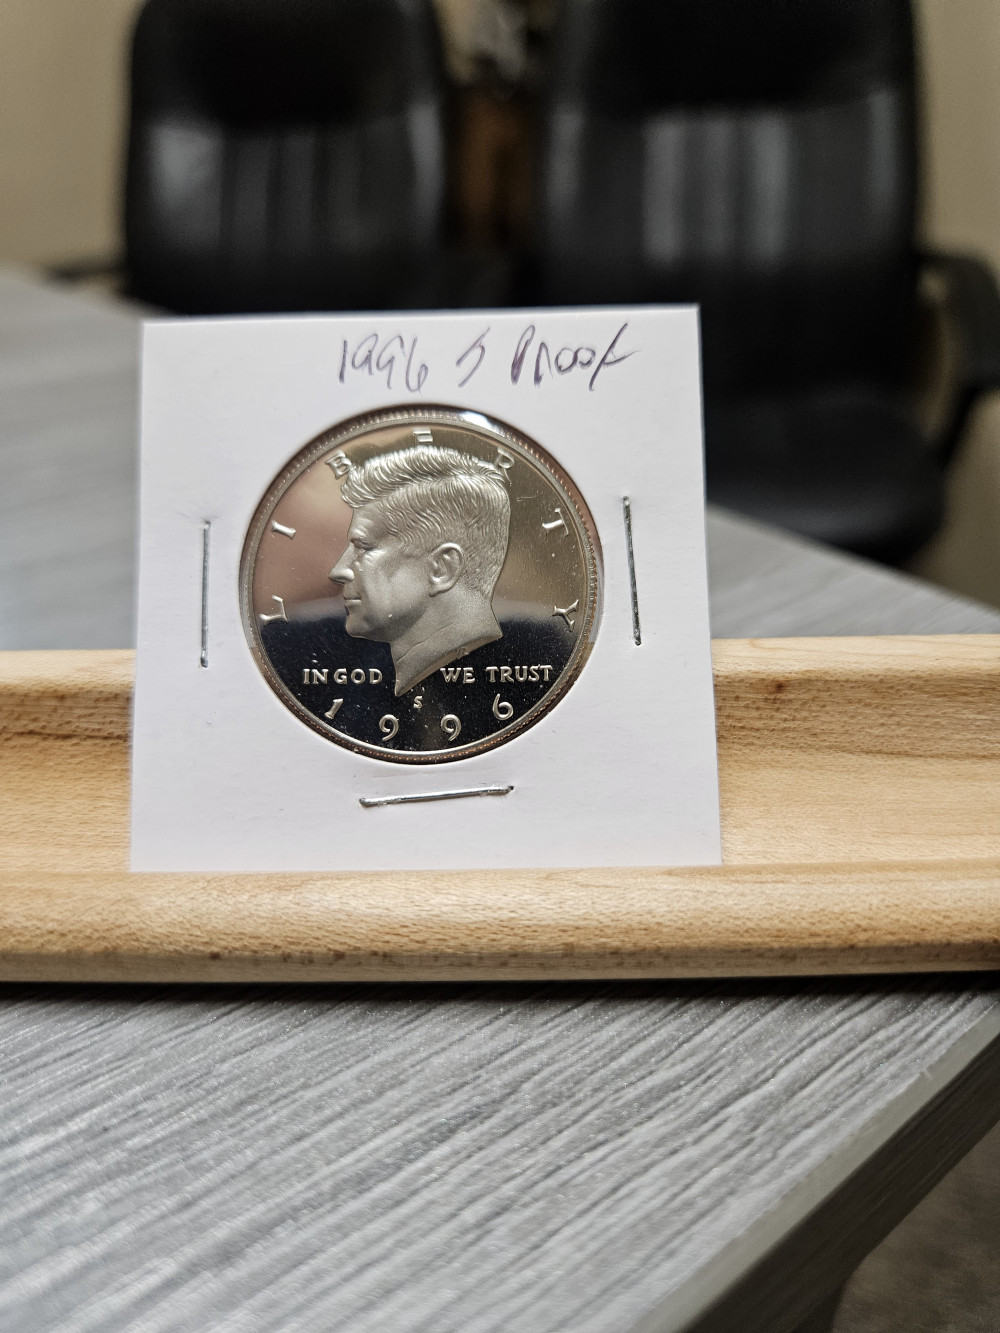 1996 S Proof
LIBERTY
IN GOD WE TRUST
S
1996